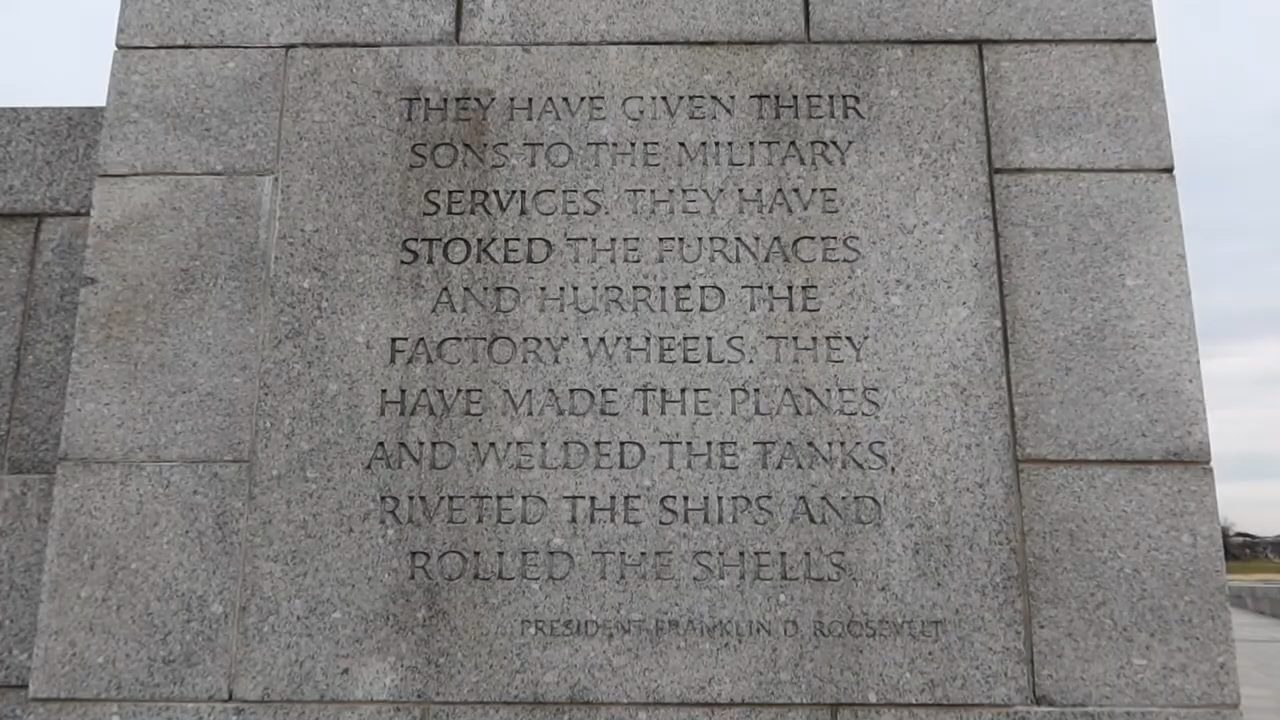 THEY HAVE GIVEN THEIR
SONS TO THE MILITARY
SERVICES. THEY HAVE
STOKED THE FURNACES
AND HURRIED THE
FACTORY WHEELS. THEY
HAVE MADE THE PLANES
AND WELDED THE TANKS,
RIVETED THE SHIPS AND
ROLLED THE SHELLS.
PRESIDENT FRANKLIN D. ROOSEVELT